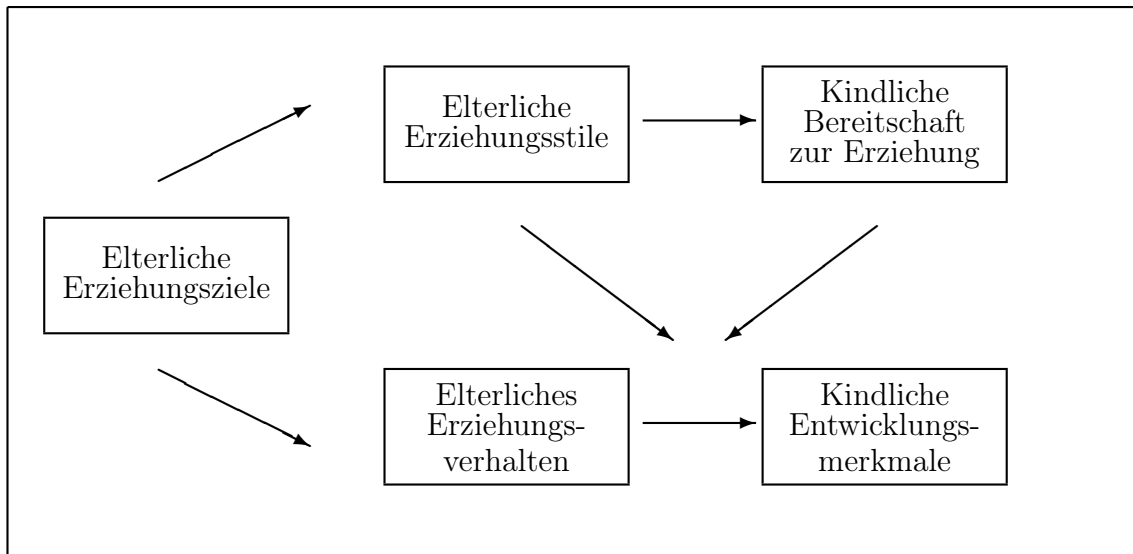 Elterliche
Erziehungsstile
Kindliche
Bereitschaft
zur Erziehung
Elterliche
Erziehungsziele
Elterliches
Erziehungs-
verhalten
Kindliche
Entwicklungs-
merkmale